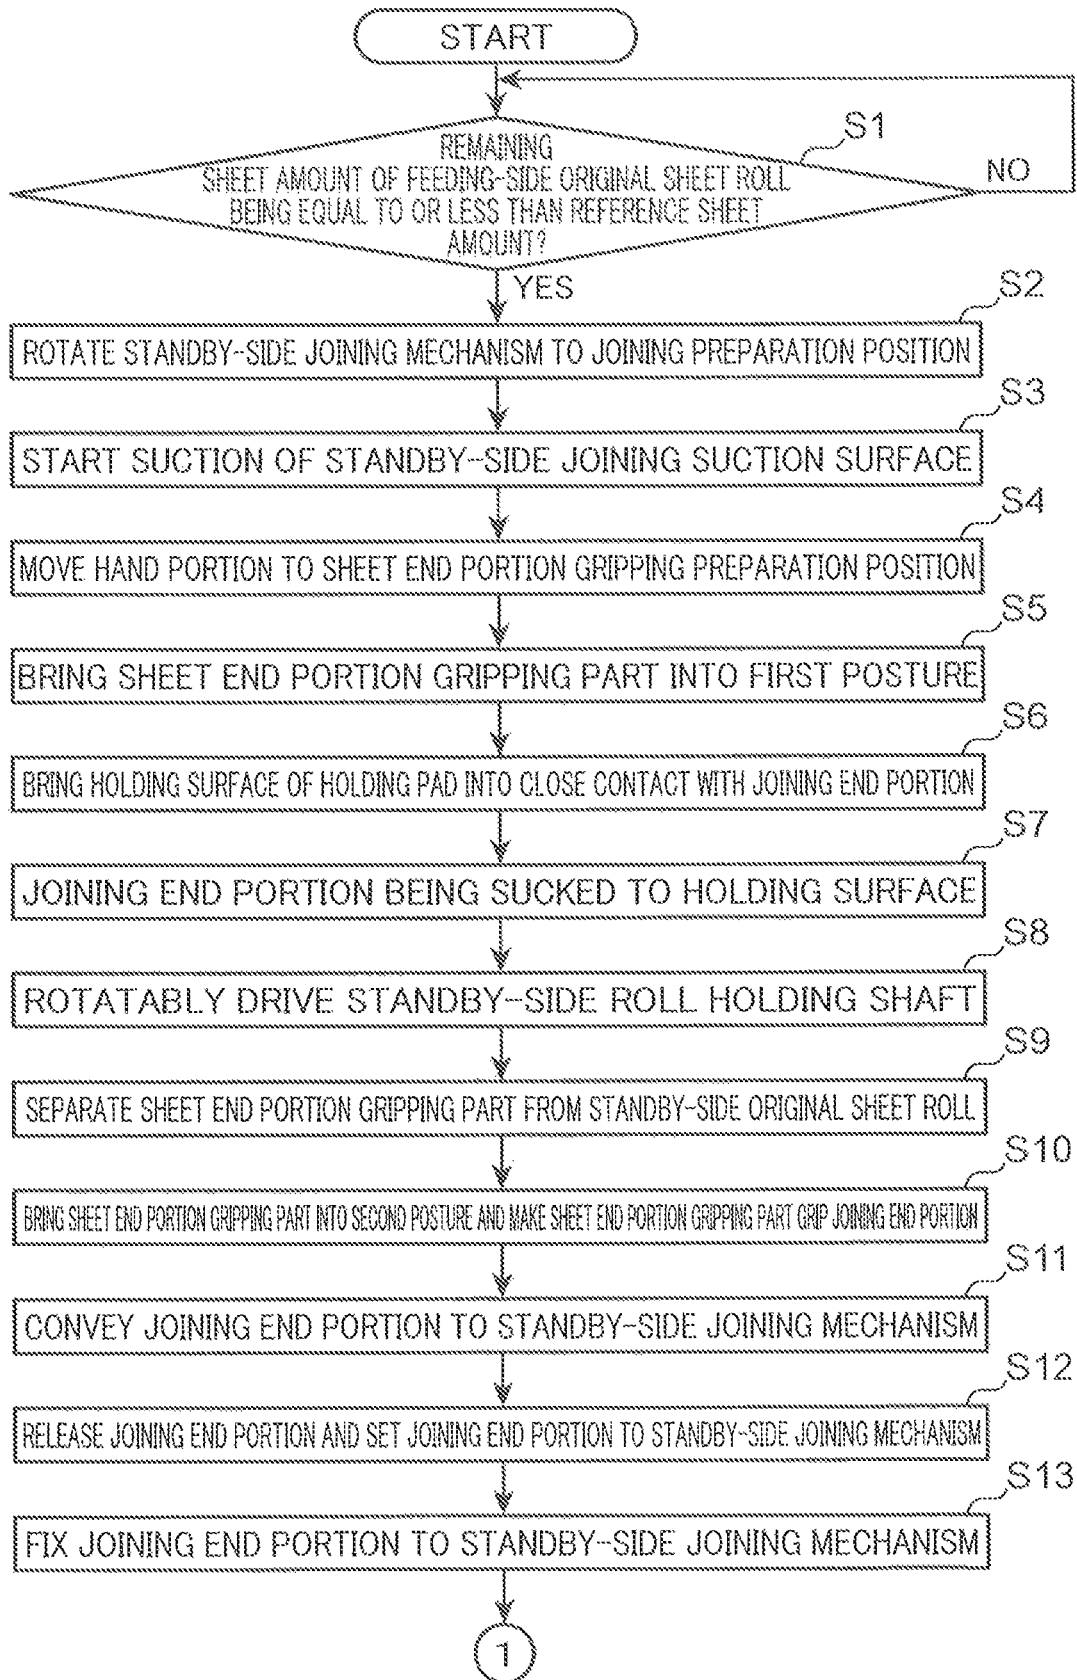 START
S1
REMAINING
SHEET AMOUNT OF FEEDING-SIDE ORIGINAL SHEET ROLL
BEING EQUAL TO OR LESS THAN REFERENCE SHEET
AMOUNT?
NO
YES
S2
ROTATE STANDBY-SIDE JOINING MECHANISM TO JOINING PREPARATION POSITION
S3
START SUCTION OF STANDBY-SIDE JOINING SUCTION SURFACE
S4
MOVE HAND PORTION TO SHEET END PORTION GRIPPING PREPARATION POSITION
S5
BRING SHEET END PORTION GRIPPING PART INTO FIRST POSTURE
S6
BRING HOLDING SURFACE OF HOLDING PAD INTO CLOSE CONTACT WITH JOINING END PORTION
S7
JOINING END PORTION BEING SUCKED TO HOLDING SURFACE
S8
ROTATABLY DRIVE STANDBY-SIDE ROLL HOLDING SHAFT
S9
SEPARATE SHEET END PORTION GRIPPING PART FROM STANDBY-SIDE ORIGINAL SHEET ROLL
S10
BRING SHEET END PORTION GRIPPING PART INTO SECOND POSTURE AND MAKE SHEET END PORTION GRIPPING PART GRIP JOINING END PORTION
S11
CONVEY JOINING END PORTION TO STANDBY-SIDE JOINING MECHANISM
S12
RELEASE JOINING END PORTION AND SET JOINING END PORTION TO STANDBY-SIDE JOINING MECHANISM
S13
FIX JOINING END PORTION TO STANDBY-SIDE JOINING MECHANISM
1